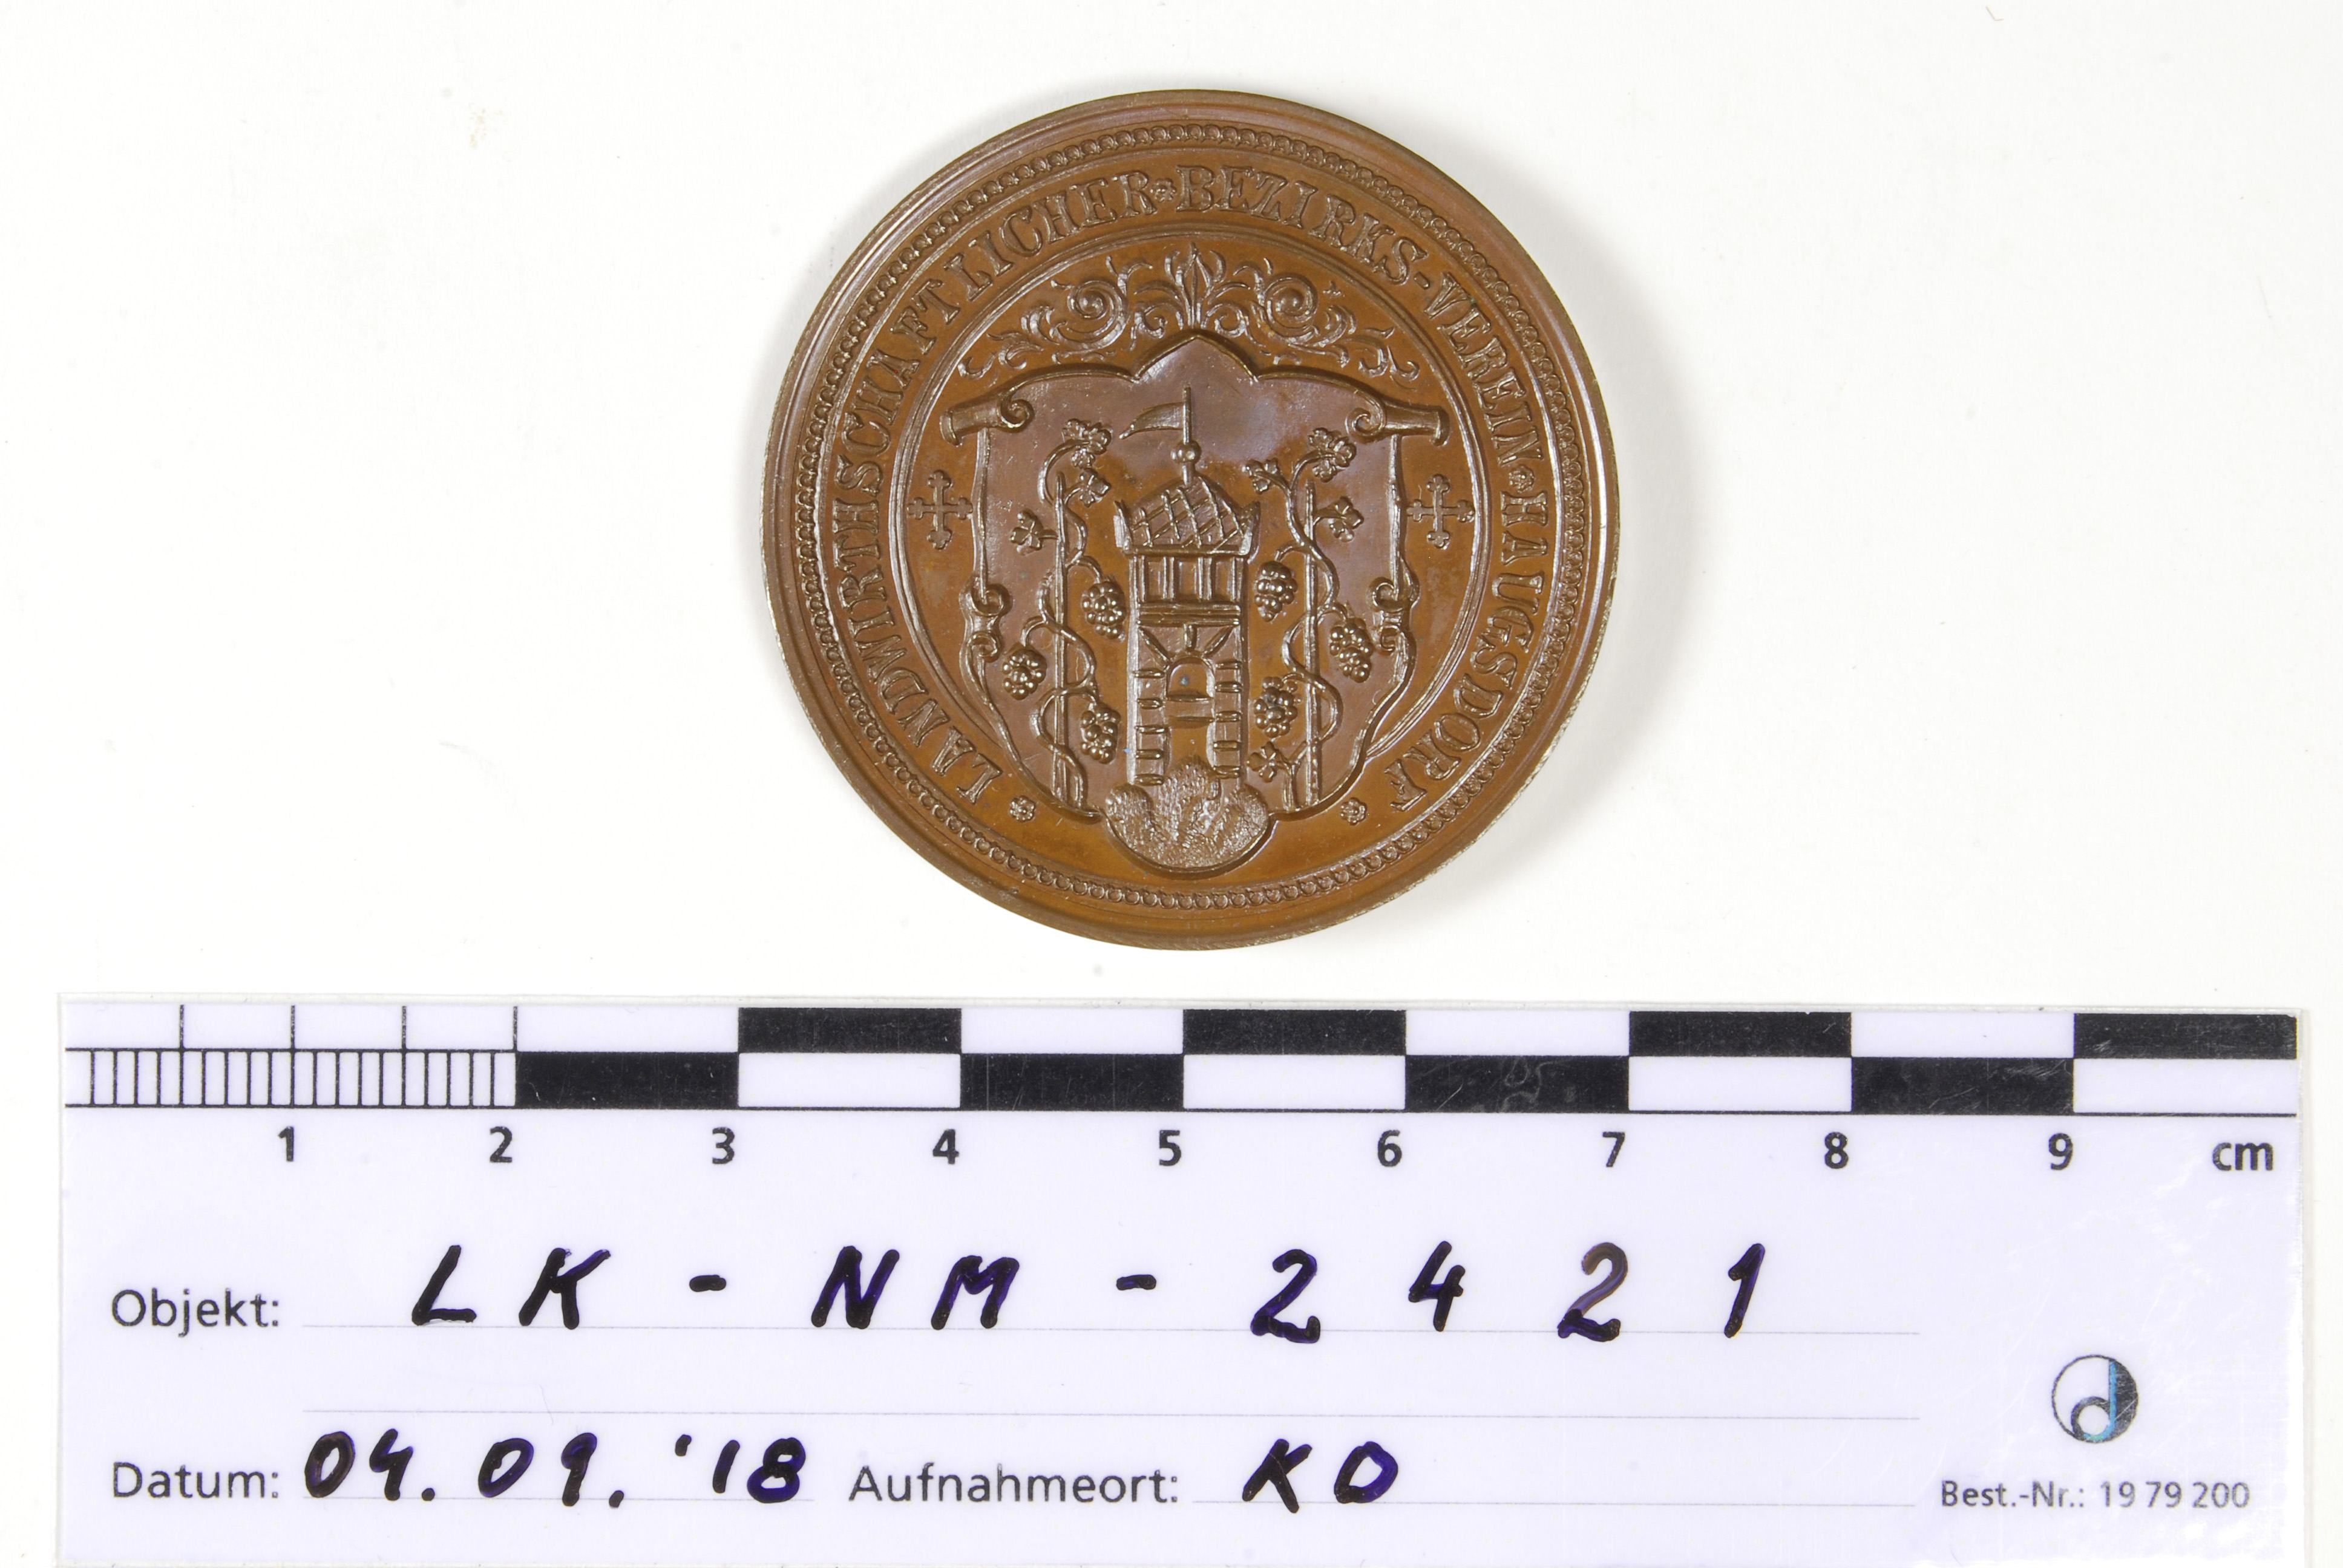 LANDWIRTHSCHAFTLICHER * BEZIRKS-VEREIN * HAUGSDORF
1 2 3 4 5 6 7 8 9 cm
Objekt: LK-NM-2421
Datum: 04.09.'18 Aufnahmeort: KO
Best.-Nr.: 19 79 200